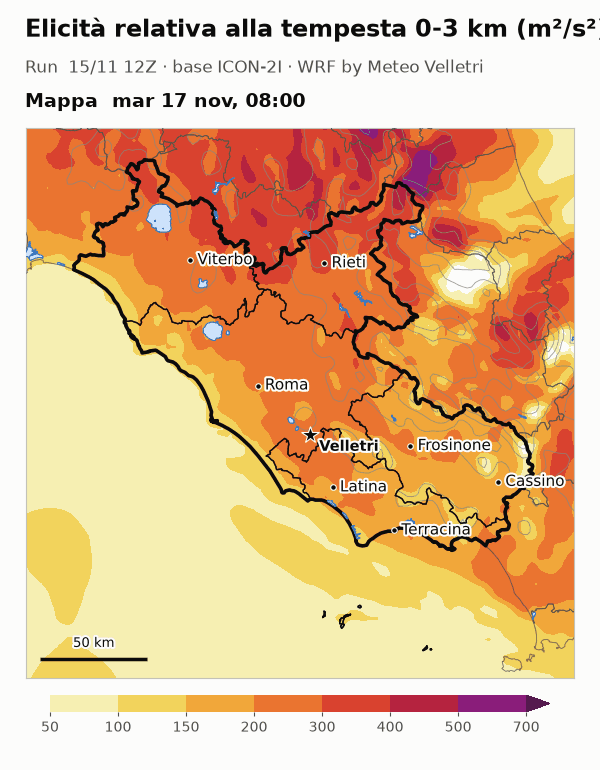 Elicità relativa alla tempesta 0-3 km (m²/s²)
Run 15/11 12Z · base ICON-2I · WRF by Meteo Velletri
Mappa mar 17 nov, 08:00
Viterbo
Rieti
Roma
Velletri
Frosinone
Latina
Cassino
Terracina
50 km
50 100 150 200 300 400 500 700